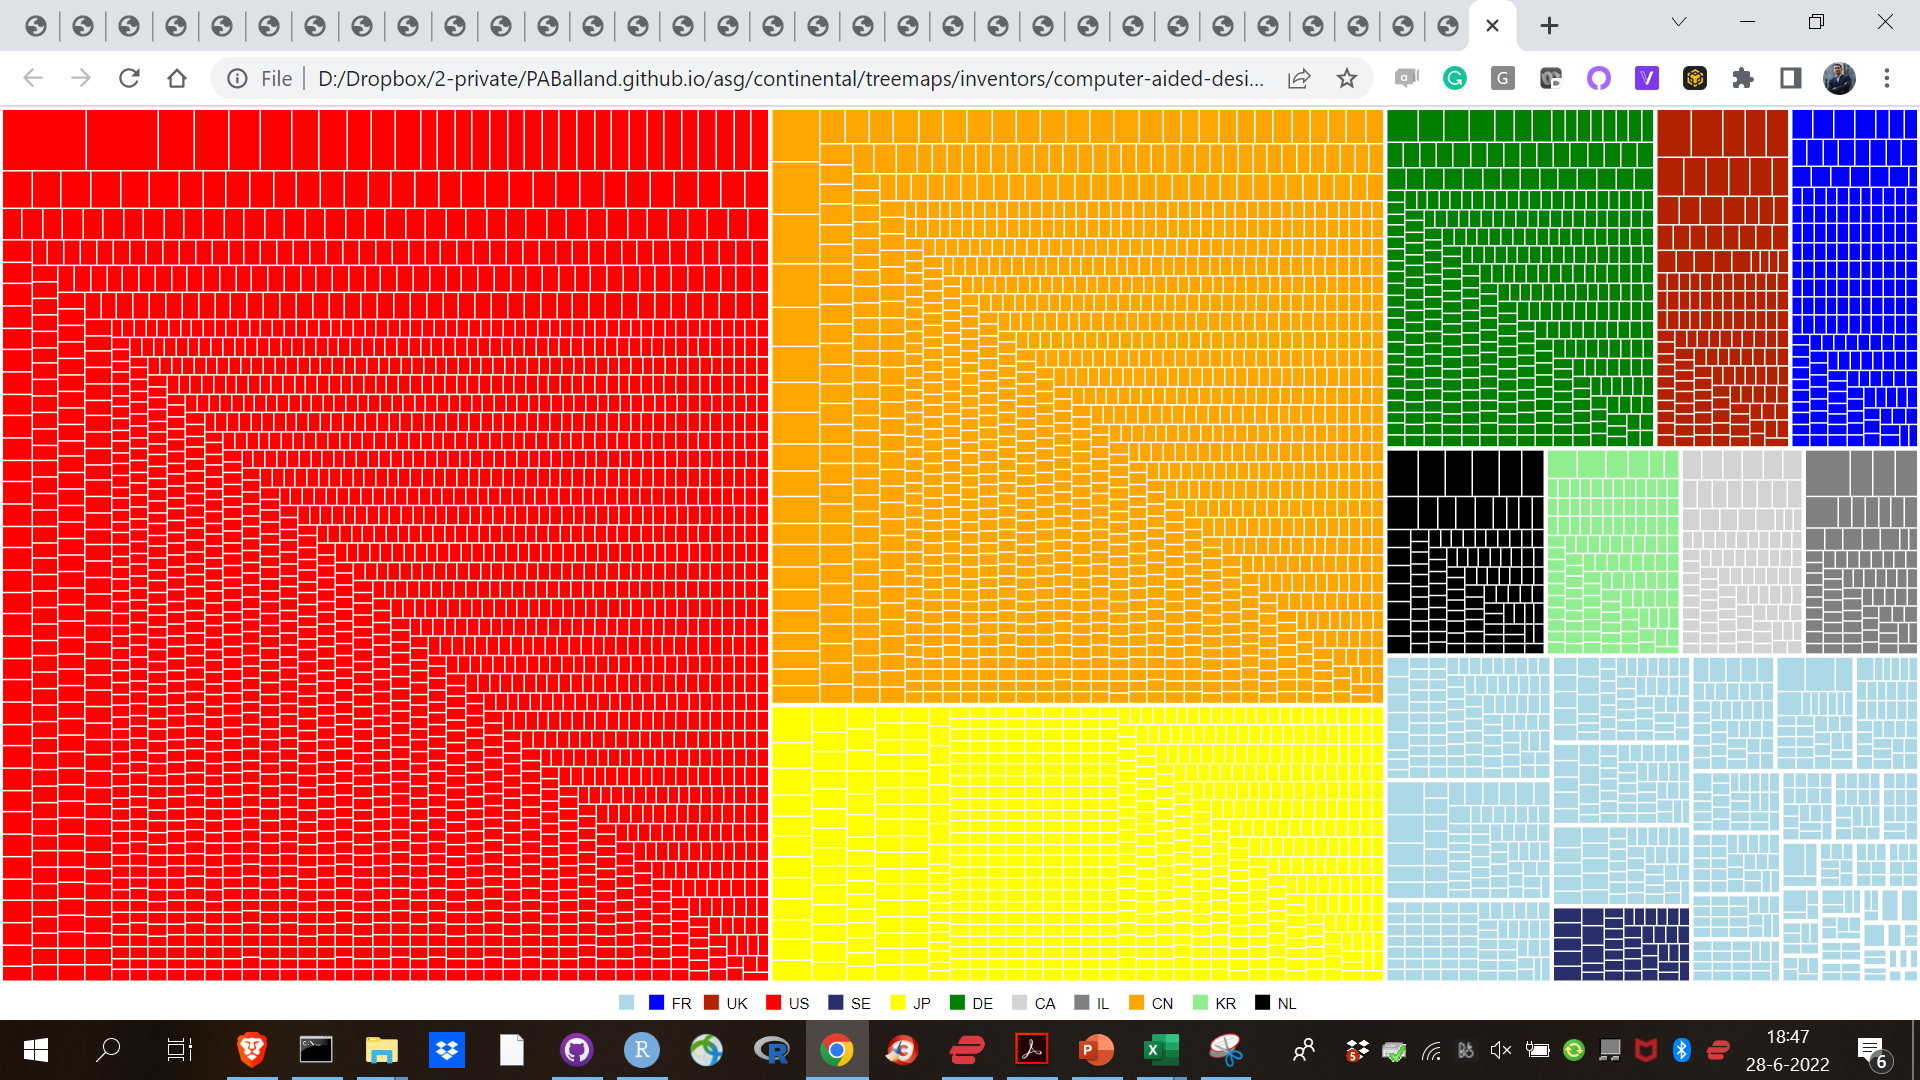 File
D:/Dropbox/2-private/PABalland.github.io/asg/continental/treemaps/inventors/computer-aided-desi...
FR UK US SE JP DE CA IL CN KR NL
18:47
28-6-2022